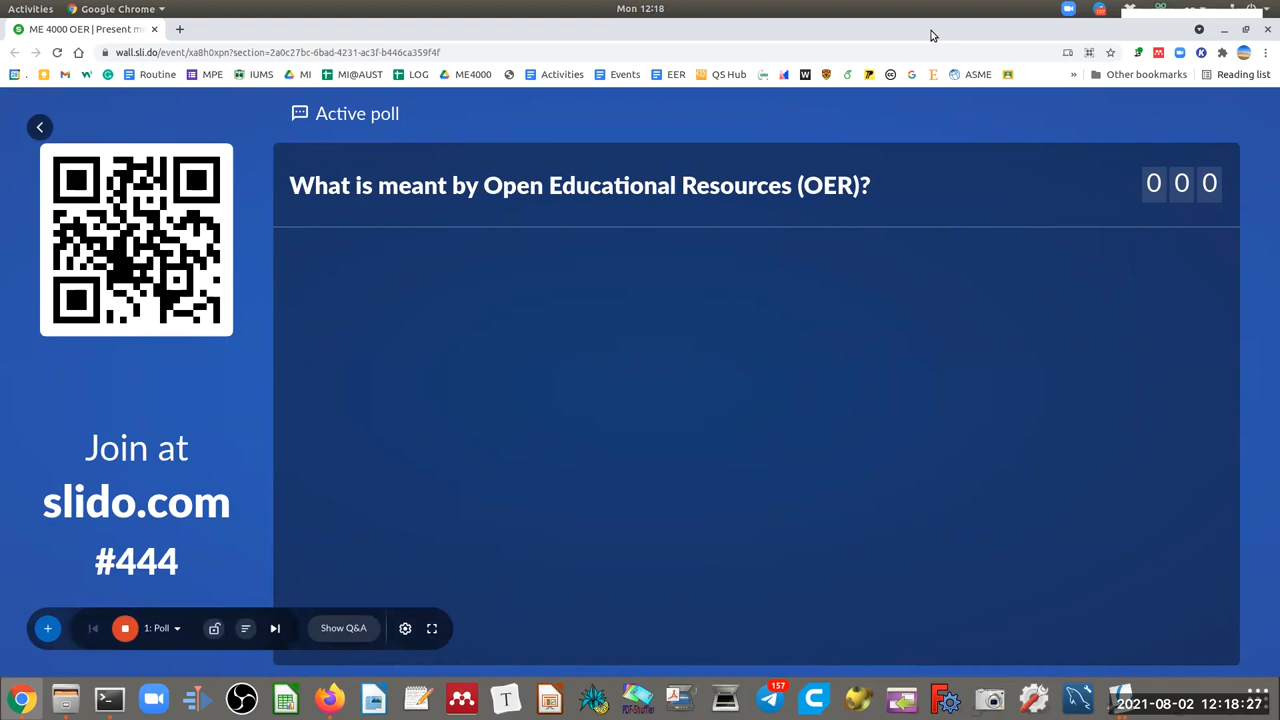 Activities
Google Chrome
Mon 12:18
ME 4000 OER | Present m
wall.sli.do/event/xa8h0xpn?section=2a0c27bc-6bad-4231-ac3f-b446ca359f4f
Routine
MPE
IUMS
MI
MI@AUST
LOG
ME4000
Activities
Events
EER
QS Hub
ASME
»
Other bookmarks
Reading list
Active poll
What is meant by Open Educational Resources (OER)?
0 0 0
Join at
slido.com
#444
1: Poll
Show Q&A
157
PDF-Shuffler
2021-08-02 12:18:27